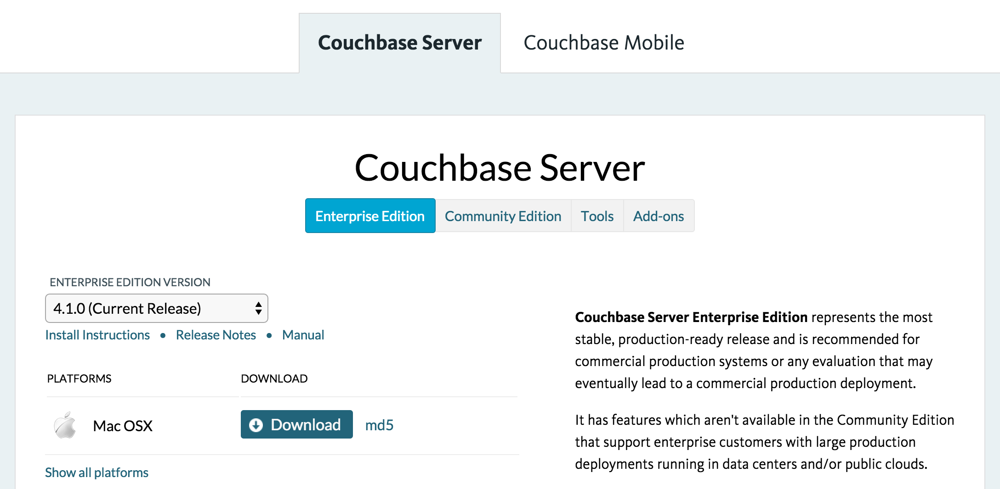 Couchbase Server
Couchbase Mobile
Couchbase Server
Enterprise Edition
Community Edition
Tools
Add-ons
ENTERPRISE EDITION VERSION
4.1.0 (Current Release)
Install Instructions • Release Notes • Manual
PLATFORMS
DOWNLOAD
Mac OSX
Download
md5
Show all platforms
Couchbase Server Enterprise Edition represents the most
stable, production-ready release and is recommended for
commercial production systems or any evaluation that may
eventually lead to a commercial production deployment.
It has features which aren't available in the Community Edition
that support enterprise customers with large production
deployments running in data centers and/or public clouds.